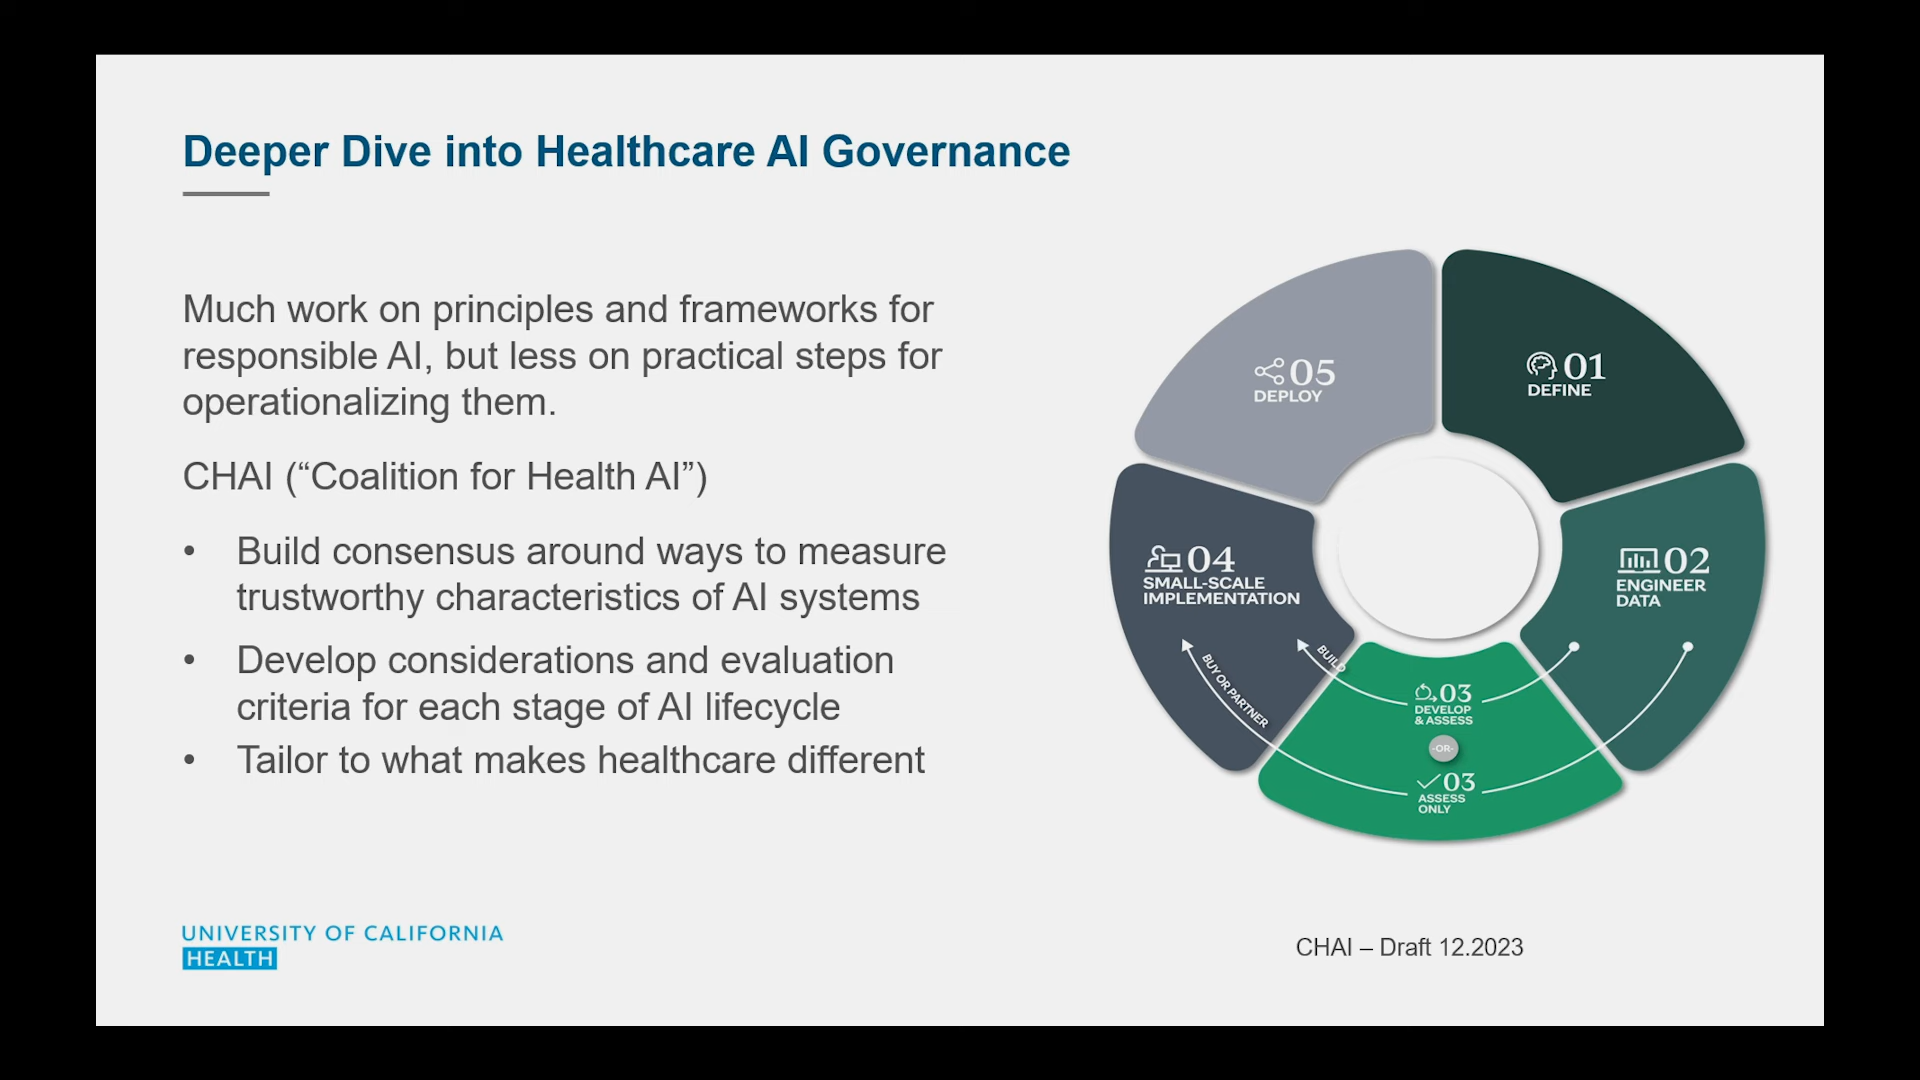 Deeper Dive into Healthcare AI Governance
Much work on principles and frameworks for
responsible AI, but less on practical steps for
operationalizing them.
CHAI (“Coalition for Health AI”)
• Build consensus around ways to measure
trustworthy characteristics of AI systems
• Develop considerations and evaluation
criteria for each stage of AI lifecycle
• Tailor to what makes healthcare different
01
DEFINE
02
ENGINEER
DATA
03
DEVELOP
& ASSESS
-OR-
03
ASSESS
ONLY
BUILD
BUY OR PARTNER
04
SMALL-SCALE
IMPLEMENTATION
05
DEPLOY
UNIVERSITY OF CALIFORNIA
HEALTH
CHAI – Draft 12.2023